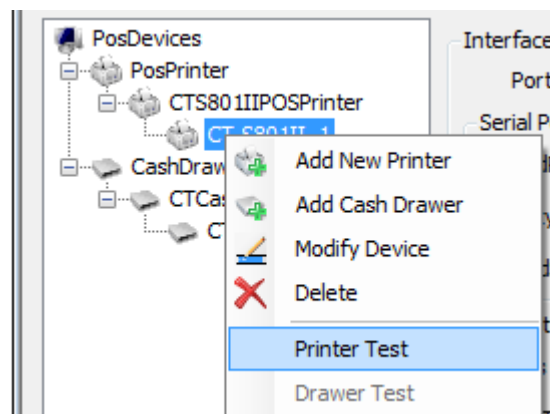 PosDevices
PosPrinter
CTS801IIPOSPrinter
CashDraw
CTCas
Add New Printer
Add Cash Drawer
Modify Device
Delete
Printer Test
Drawer Test
Interface
Port
Serial P